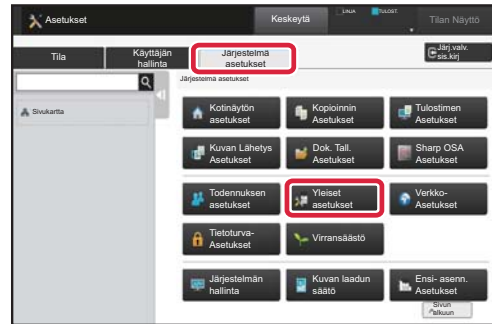 Asetukset
Keskeytä
LINJA
TULOST.
Tilan Näyttö
Tila
Käyttäjän
hallinta
Järjestelmä
asetukset
Järj.valv.
sis.kirj
Järjestelmä asetukset
Sivukartta
Kotinäytön
asetukset
Kopioinnin
Asetukset
Tulostimen
Asetukset
Kuvan Lähetys
Asetukset
Dok. Tall.
Asetukset
Sharp OSA
Asetukset
Todennuksen
asetukset
Yleiset
asetukset
Verkko-
Asetukset
Tietoturva-
Asetukset
Virransäästö
Järjestelmän
hallinta
Kuvan laadun
säätö
Ensi- asenn.
Asetukset
Sivun
alkuun